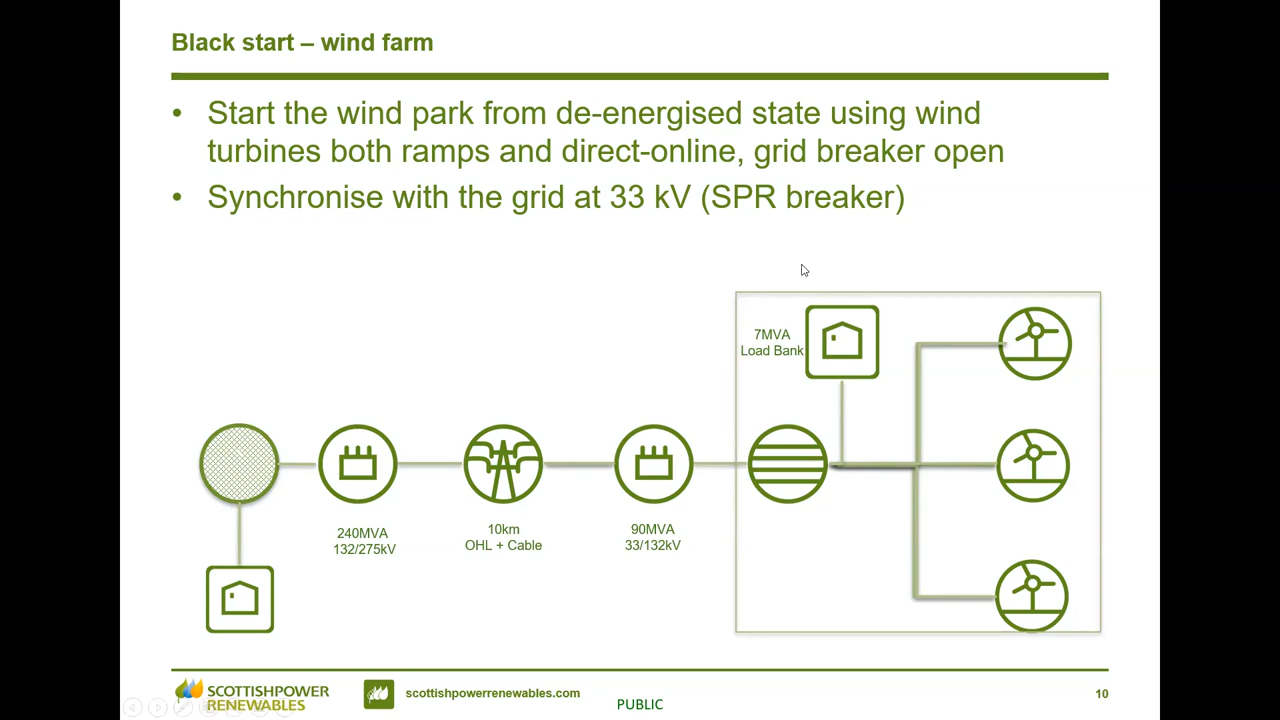 Black start – wind farm
• Start the wind park from de-energised state using wind
turbines both ramps and direct-online, grid breaker open
• Synchronise with the grid at 33 kV (SPR breaker)
7MVA
Load Bank
240MVA
132/275kV
10km
OHL + Cable
90MVA
33/132kV
SCOTTISHPOWER
RENEWABLES
scottishpowerrenewables.com
PUBLIC
10